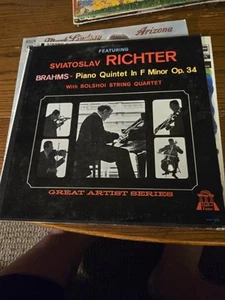 Arizona
FEATURING
SVIATOSLAV RICHTER
BRAHMS - Piano Quintet In F Minor Op. 34
With BOLSHOI STRING QUARTET
GREAT ARTIST SERIES